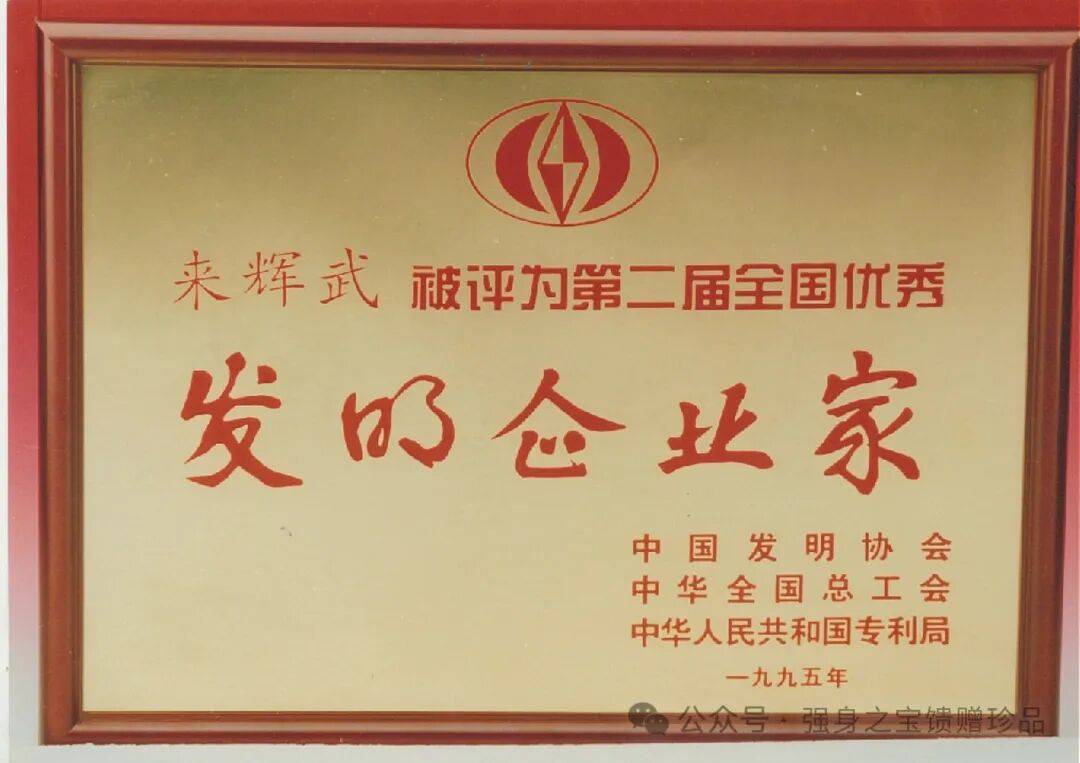 来辉武 被评为第二届全国优秀
发明企业家
中国发明协会
中华全国总工会
中华人民共和国专利局
一九九五年
公众号·强身之宝馈赠珍品